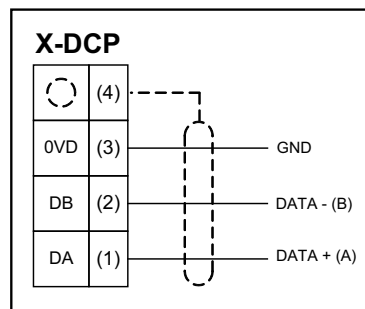 X-DCP
(4)
0VD (3) GND
DB (2) DATA - (B)
DA (1) DATA + (A)